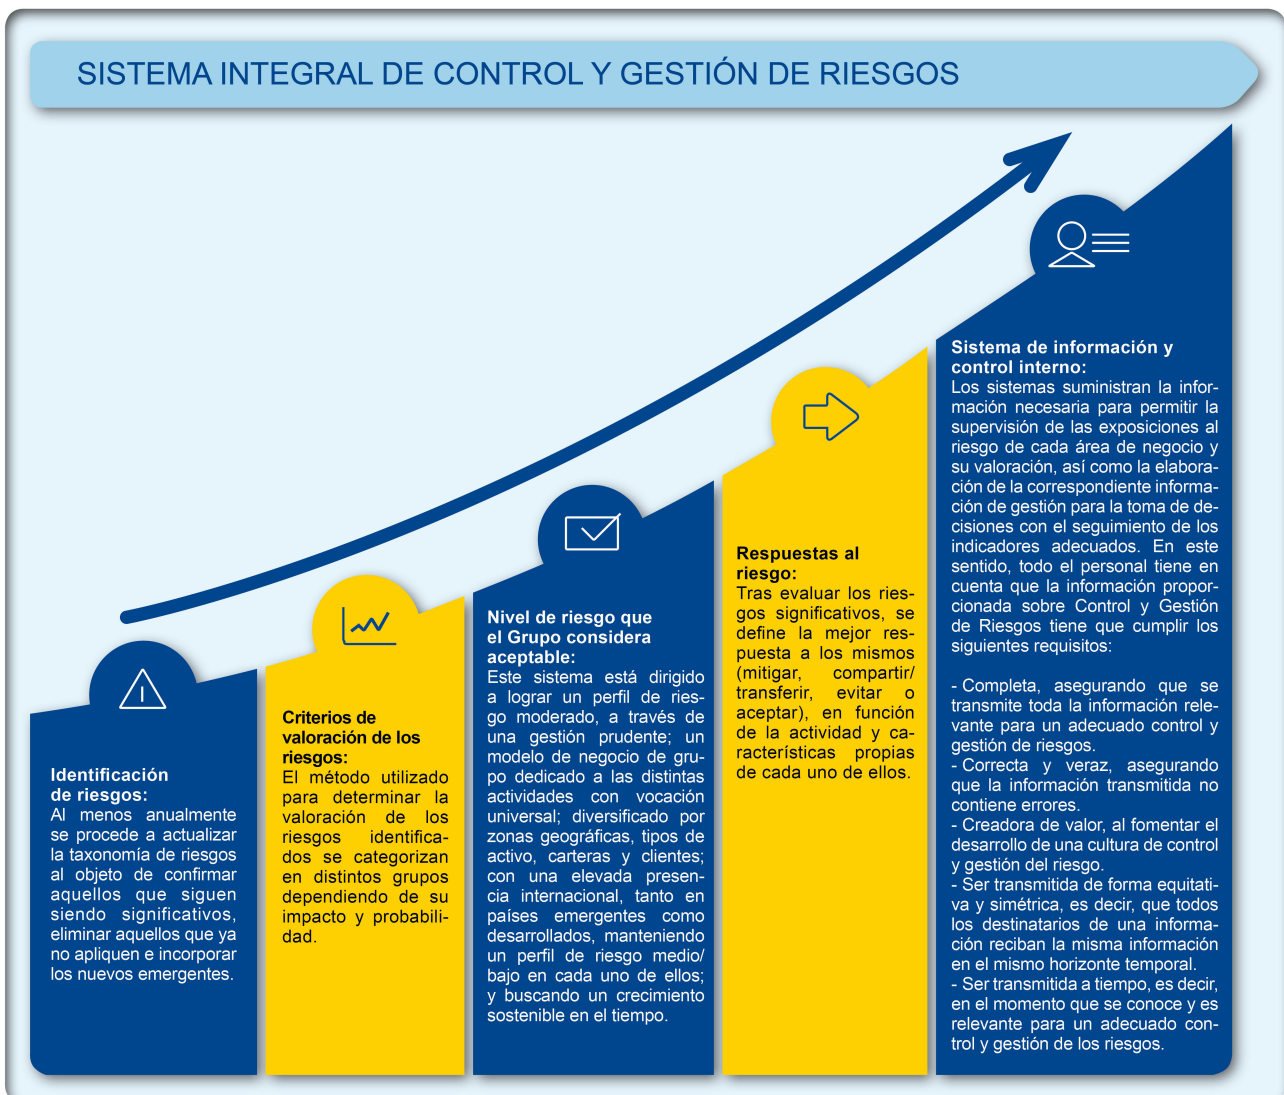 SISTEMA INTEGRAL DE CONTROL Y GESTIÓN DE RIESGOS
Identificación
de riesgos:
Al menos anualmente
se procede a actualizar
la taxonomía de riesgos
al objeto de confirmar
aquellos que siguen
siendo significativos,
eliminar aquellos que ya
no apliquen e incorporar
los nuevos emergentes.
Criterios de
valoración de los
riesgos:
El método utilizado
para determinar la
valoración de los
riesgos identifica-
dos se categorizan
en distintos grupos
dependiendo de su
impacto y probabili-
dad.
Nivel de riesgo que
el Grupo considera
aceptable:
Este sistema está dirigido
a lograr un perfil de ries-
go moderado, a través de
una gestión prudente; un
modelo de negocio de gru-
po dedicado a las distintas
actividades con vocación
universal; diversificado por
zonas geográficas, tipos de
activo, carteras y clientes;
con una elevada presen-
cia internacional, tanto en
países emergentes como
desarrollados, manteniendo
un perfil de riesgo medio/
bajo en cada uno de ellos;
y buscando un crecimiento
sostenible en el tiempo.
Respuestas al
riesgo:
Tras evaluar los ries-
gos significativos, se
define la mejor res-
puesta a los mismos
(mitigar, compartir/
transferir, evitar o
aceptar), en función
de la actividad y ca-
racterísticas propias
de cada uno de ellos.
Sistema de información y
control interno:
Los sistemas suministran la infor-
mación necesaria para permitir la
supervisión de las exposiciones al
riesgo de cada área de negocio y
su valoración, así como la elabora-
ción de la correspondiente informa-
ción de gestión para la toma de de-
cisiones con el seguimiento de los
indicadores adecuados. En este
sentido, todo el personal tiene en
cuenta que la información propor-
cionada sobre Control y Gestión
de Riesgos tiene que cumplir los
siguientes requisitos:
- Completa, asegurando que se
transmite toda la información rele-
vante para un adecuado control y
gestión de riesgos.
- Correcta y veraz, asegurando
que la información transmitida no
contiene errores.
- Creadora de valor, al fomentar el
desarrollo de una cultura de control
y gestión del riesgo.
- Ser transmitida de forma equitati-
va y simétrica, es decir, que todos
los destinatarios de una informa-
ción reciban la misma información
en el mismo horizonte temporal.
- Ser transmitida a tiempo, es decir,
en el momento que se conoce y es
relevante para un adecuado con-
trol y gestión de los riesgos.